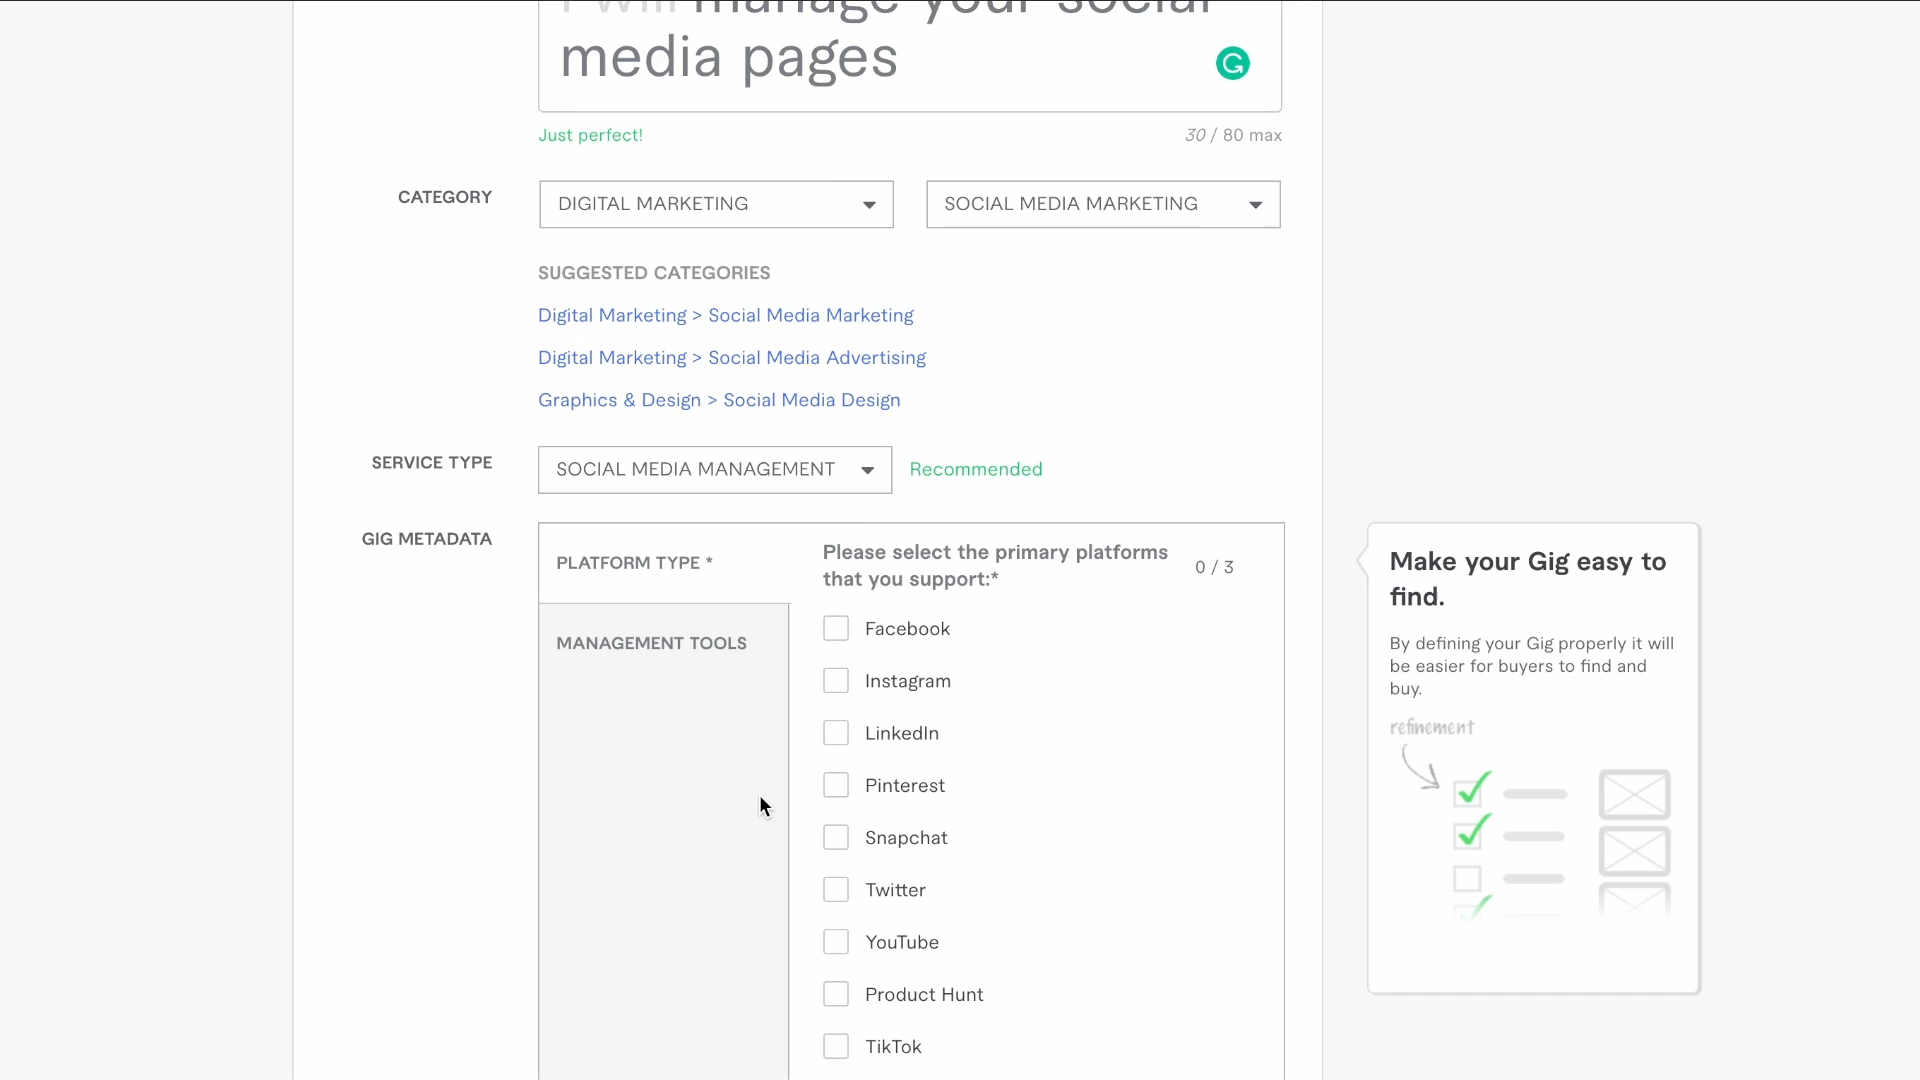 I will manage your social
media pages
Just perfect!
30 / 80 max
CATEGORY
DIGITAL MARKETING
SOCIAL MEDIA MARKETING
SUGGESTED CATEGORIES
Digital Marketing > Social Media Marketing
Digital Marketing > Social Media Advertising
Graphics & Design > Social Media Design
SERVICE TYPE
SOCIAL MEDIA MANAGEMENT
Recommended
GIG METADATA
PLATFORM TYPE *
MANAGEMENT TOOLS
Please select the primary platforms
that you support:*
0 / 3
Facebook
Instagram
LinkedIn
Pinterest
Snapchat
Twitter
YouTube
Product Hunt
TikTok
Make your Gig easy to
find.
By defining your Gig properly it will
be easier for buyers to find and
buy.
refinement